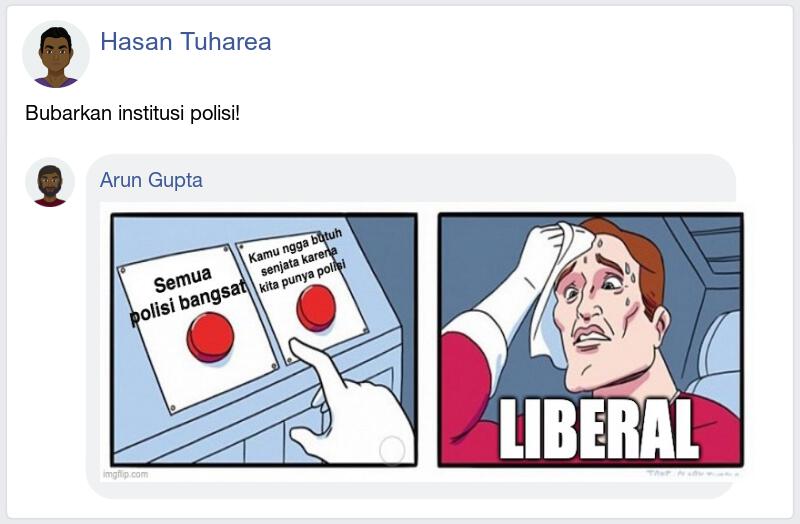 Hasan Tuharea
Bubarkan institusi polisi!
Arun Gupta
Semua
polisi bangsat
Kamu ngga butuh
senjata karena
kita punya polisi
LIBERAL
imgflip.com